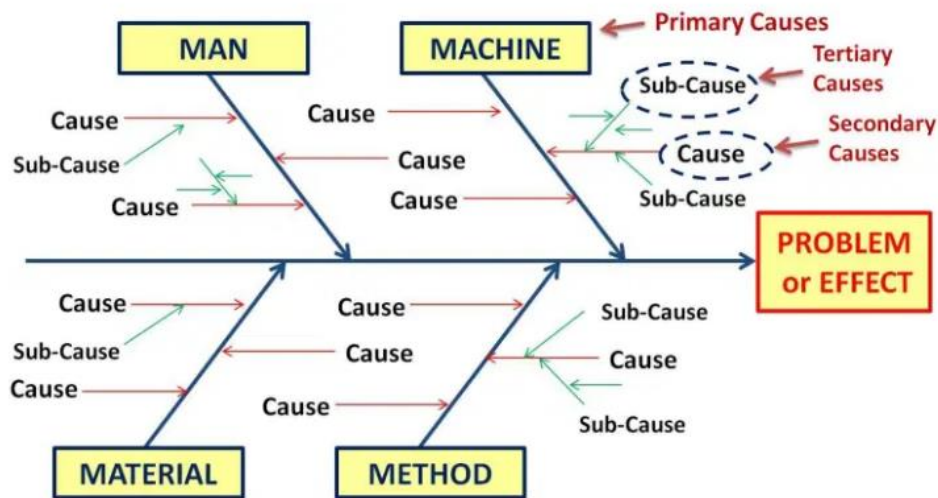 MAN
MACHINE
Primary Causes
Tertiary
Causes
Sub-Cause
Cause
Cause
Sub-Cause
Cause
Cause
Secondary
Causes
Cause
Cause
Cause
Sub-Cause
PROBLEM
or EFFECT
Cause
Cause
Sub-Cause
Sub-Cause
Cause
Cause
Cause
Cause
Sub-Cause
MATERIAL
METHOD